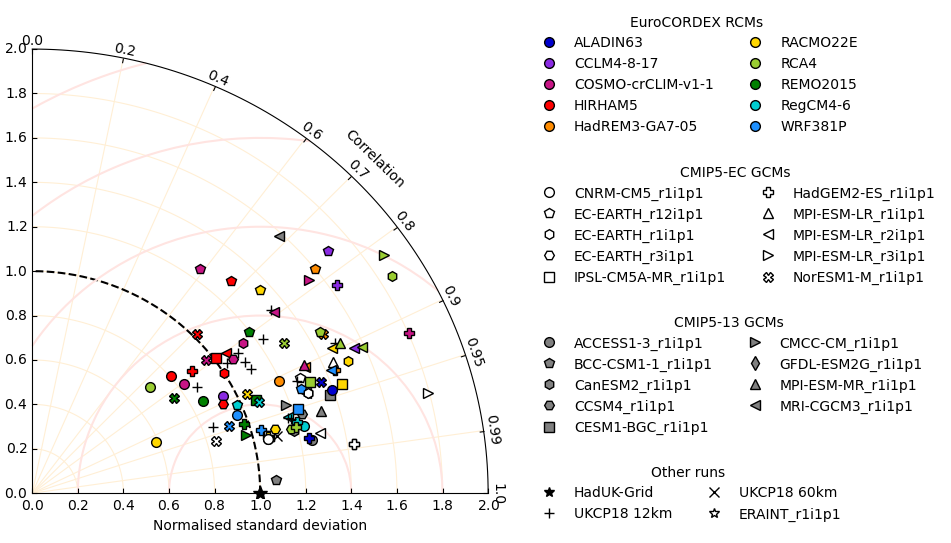 0.0
0.2
0.4
0.6
0.7
0.8
0.9
0.95
0.99
1.0
Correlation
2.0
1.8
1.6
1.4
1.2
1.0
0.8
0.6
0.4
0.2
0.0
0.0 0.2 0.4 0.6 0.8 1.0 1.2 1.4 1.6 1.8 2.0
Normalised standard deviation
EuroCORDEX RCMs
ALADIN63 RACMO22E
CCLM4-8-17 RCA4
COSMO-crCLIM-v1-1 REMO2015
HIRHAM5 RegCM4-6
HadREM3-GA7-05 WRF381P
CMIP5-EC GCMs
CNRM-CM5_r1i1p1 HadGEM2-ES_r1i1p1
EC-EARTH_r12i1p1 MPI-ESM-LR_r1i1p1
EC-EARTH_r1i1p1 MPI-ESM-LR_r2i1p1
EC-EARTH_r3i1p1 MPI-ESM-LR_r3i1p1
IPSL-CM5A-MR_r1i1p1 NorESM1-M_r1i1p1
CMIP5-13 GCMs
ACCESS1-3_r1i1p1 CMCC-CM_r1i1p1
BCC-CSM1-1_r1i1p1 GFDL-ESM2G_r1i1p1
CanESM2_r1i1p1 MPI-ESM-MR_r1i1p1
CCSM4_r1i1p1 MRI-CGCM3_r1i1p1
CESM1-BGC_r1i1p1
Other runs
HadUK-Grid UKCP18 60km
UKCP18 12km ERAINT_r1i1p1